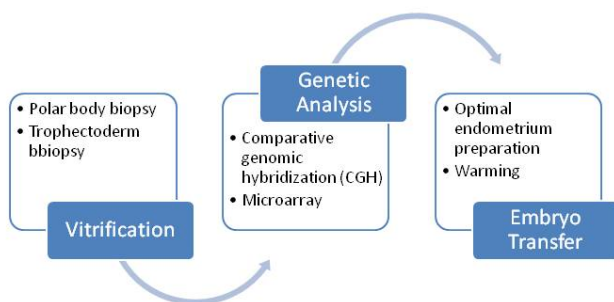 • Polar body biopsy
• Trophectoderm
bbiopsy
Vitrification
Genetic
Analysis
• Comparative
genomic
hybridization (CGH)
• Microarray
• Optimal
endometrium
preparation
• Warming
Embryo
Transfer